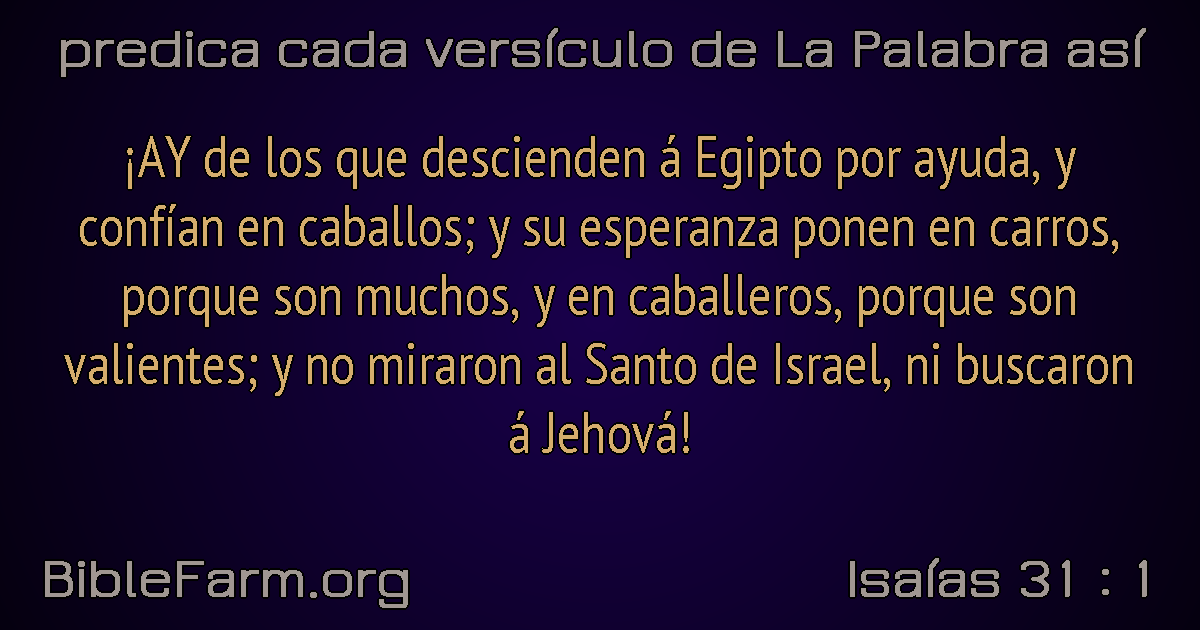 predica cada versículo de La Palabra así
¡AY de los que descienden á Egipto por ayuda, y
confían en caballos; y su esperanza ponen en carros,
porque son muchos, y en caballeros, porque son
valientes; y no miraron al Santo de Israel, ni buscaron
á Jehová!
BibleFarm.org
Isaías 31 : 1